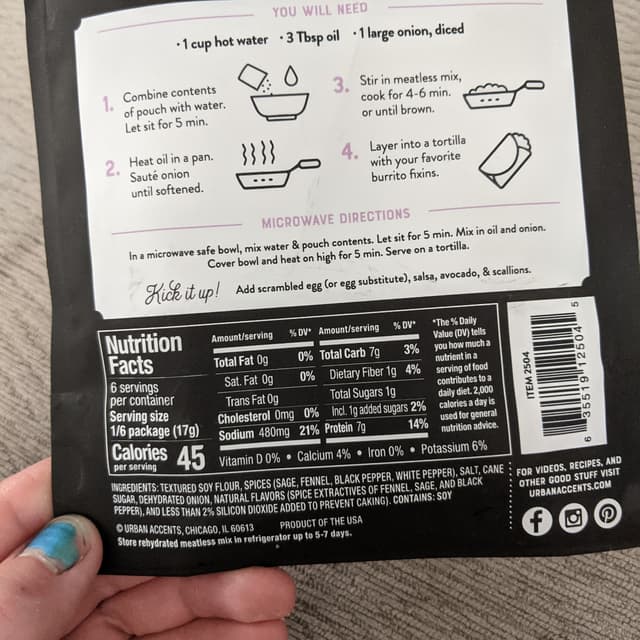 YOU WILL NEED
• 1 cup hot water • 3 Tbsp oil • 1 large onion, diced
1. Combine contents
of pouch with water.
Let sit for 5 min.
2. Heat oil in a pan.
Sauté onion
until softened.
3. Stir in meatless mix,
cook for 4-6 min.
or until brown.
4. Layer into a tortilla
with your favorite
burrito fixins.
MICROWAVE DIRECTIONS
In a microwave safe bowl, mix water & pouch contents. Let sit for 5 min. Mix in oil and onion.
Cover bowl and heat on high for 5 min. Serve on a tortilla.
Kick it up! Add scrambled egg (or egg substitute), salsa, avocado, & scallions.
Nutrition
Facts
6 servings
per container
Serving size
1/6 package (17g)
Calories 45
per serving
Amount/serving % DV*
Total Fat 0g 0%
Sat. Fat 0g 0%
Trans Fat 0g
Cholesterol 0mg 0%
Sodium 480mg 21%
Amount/serving % DV*
Total Carb 7g 3%
Dietary Fiber 1g 4%
Total Sugars 1g
Incl. 1g added sugars 2%
Protein 7g 14%
Vitamin D 0% • Calcium 4% • Iron 0% • Potassium 6%
*The % Daily
Value (DV) tells
you how much a
nutrient in a
serving of food
contributes to a
daily diet. 2,000
calories a day is
used for general
nutrition advice.
INGREDIENTS: TEXTURED SOY FLOUR, SPICES (SAGE, FENNEL, BLACK PEPPER, WHITE PEPPER), SALT, CANE
SUGAR, DEHYDRATED ONION, NATURAL FLAVORS (SPICE EXTRACTIVES OF FENNEL, SAGE, AND BLACK
PEPPER), AND LESS THAN 2% SILICON DIOXIDE ADDED TO PREVENT CAKING). CONTAINS: SOY
© URBAN ACCENTS, CHICAGO, IL 60613 PRODUCT OF THE USA
Store rehydrated meatless mix in refrigerator up to 5-7 days.
ITEM 2504
6 35519 12504 5
FOR VIDEOS, RECIPES, AND
OTHER GOOD STUFF VISIT
URBANACCENTS.COM